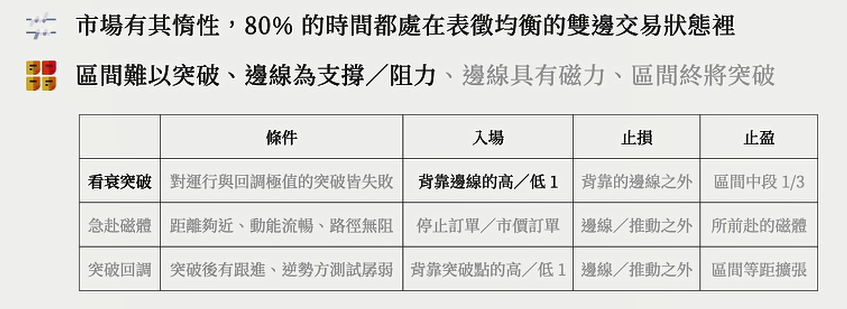 市場有其惰性，80% 的時間都處在表徵均衡的雙邊交易狀態裡
區間難以突破、邊線為支撐／阻力、邊線具有磁力、區間終將突破
條件 入場 止損 止盈
看衰突破 對運行與回調極值的突破皆失敗 背靠邊線的高／低 1 背靠的邊線之外 區間中段 1/3
急赴磁體 距離夠近、動能流暢、路徑無阻 停止訂單／市價訂單 邊線／推動之外 所前赴的磁體
突破回調 突破後有跟進、逆勢方測試孱弱 背靠突破點的高／低 1 邊線／推動之外 區間等距擴張